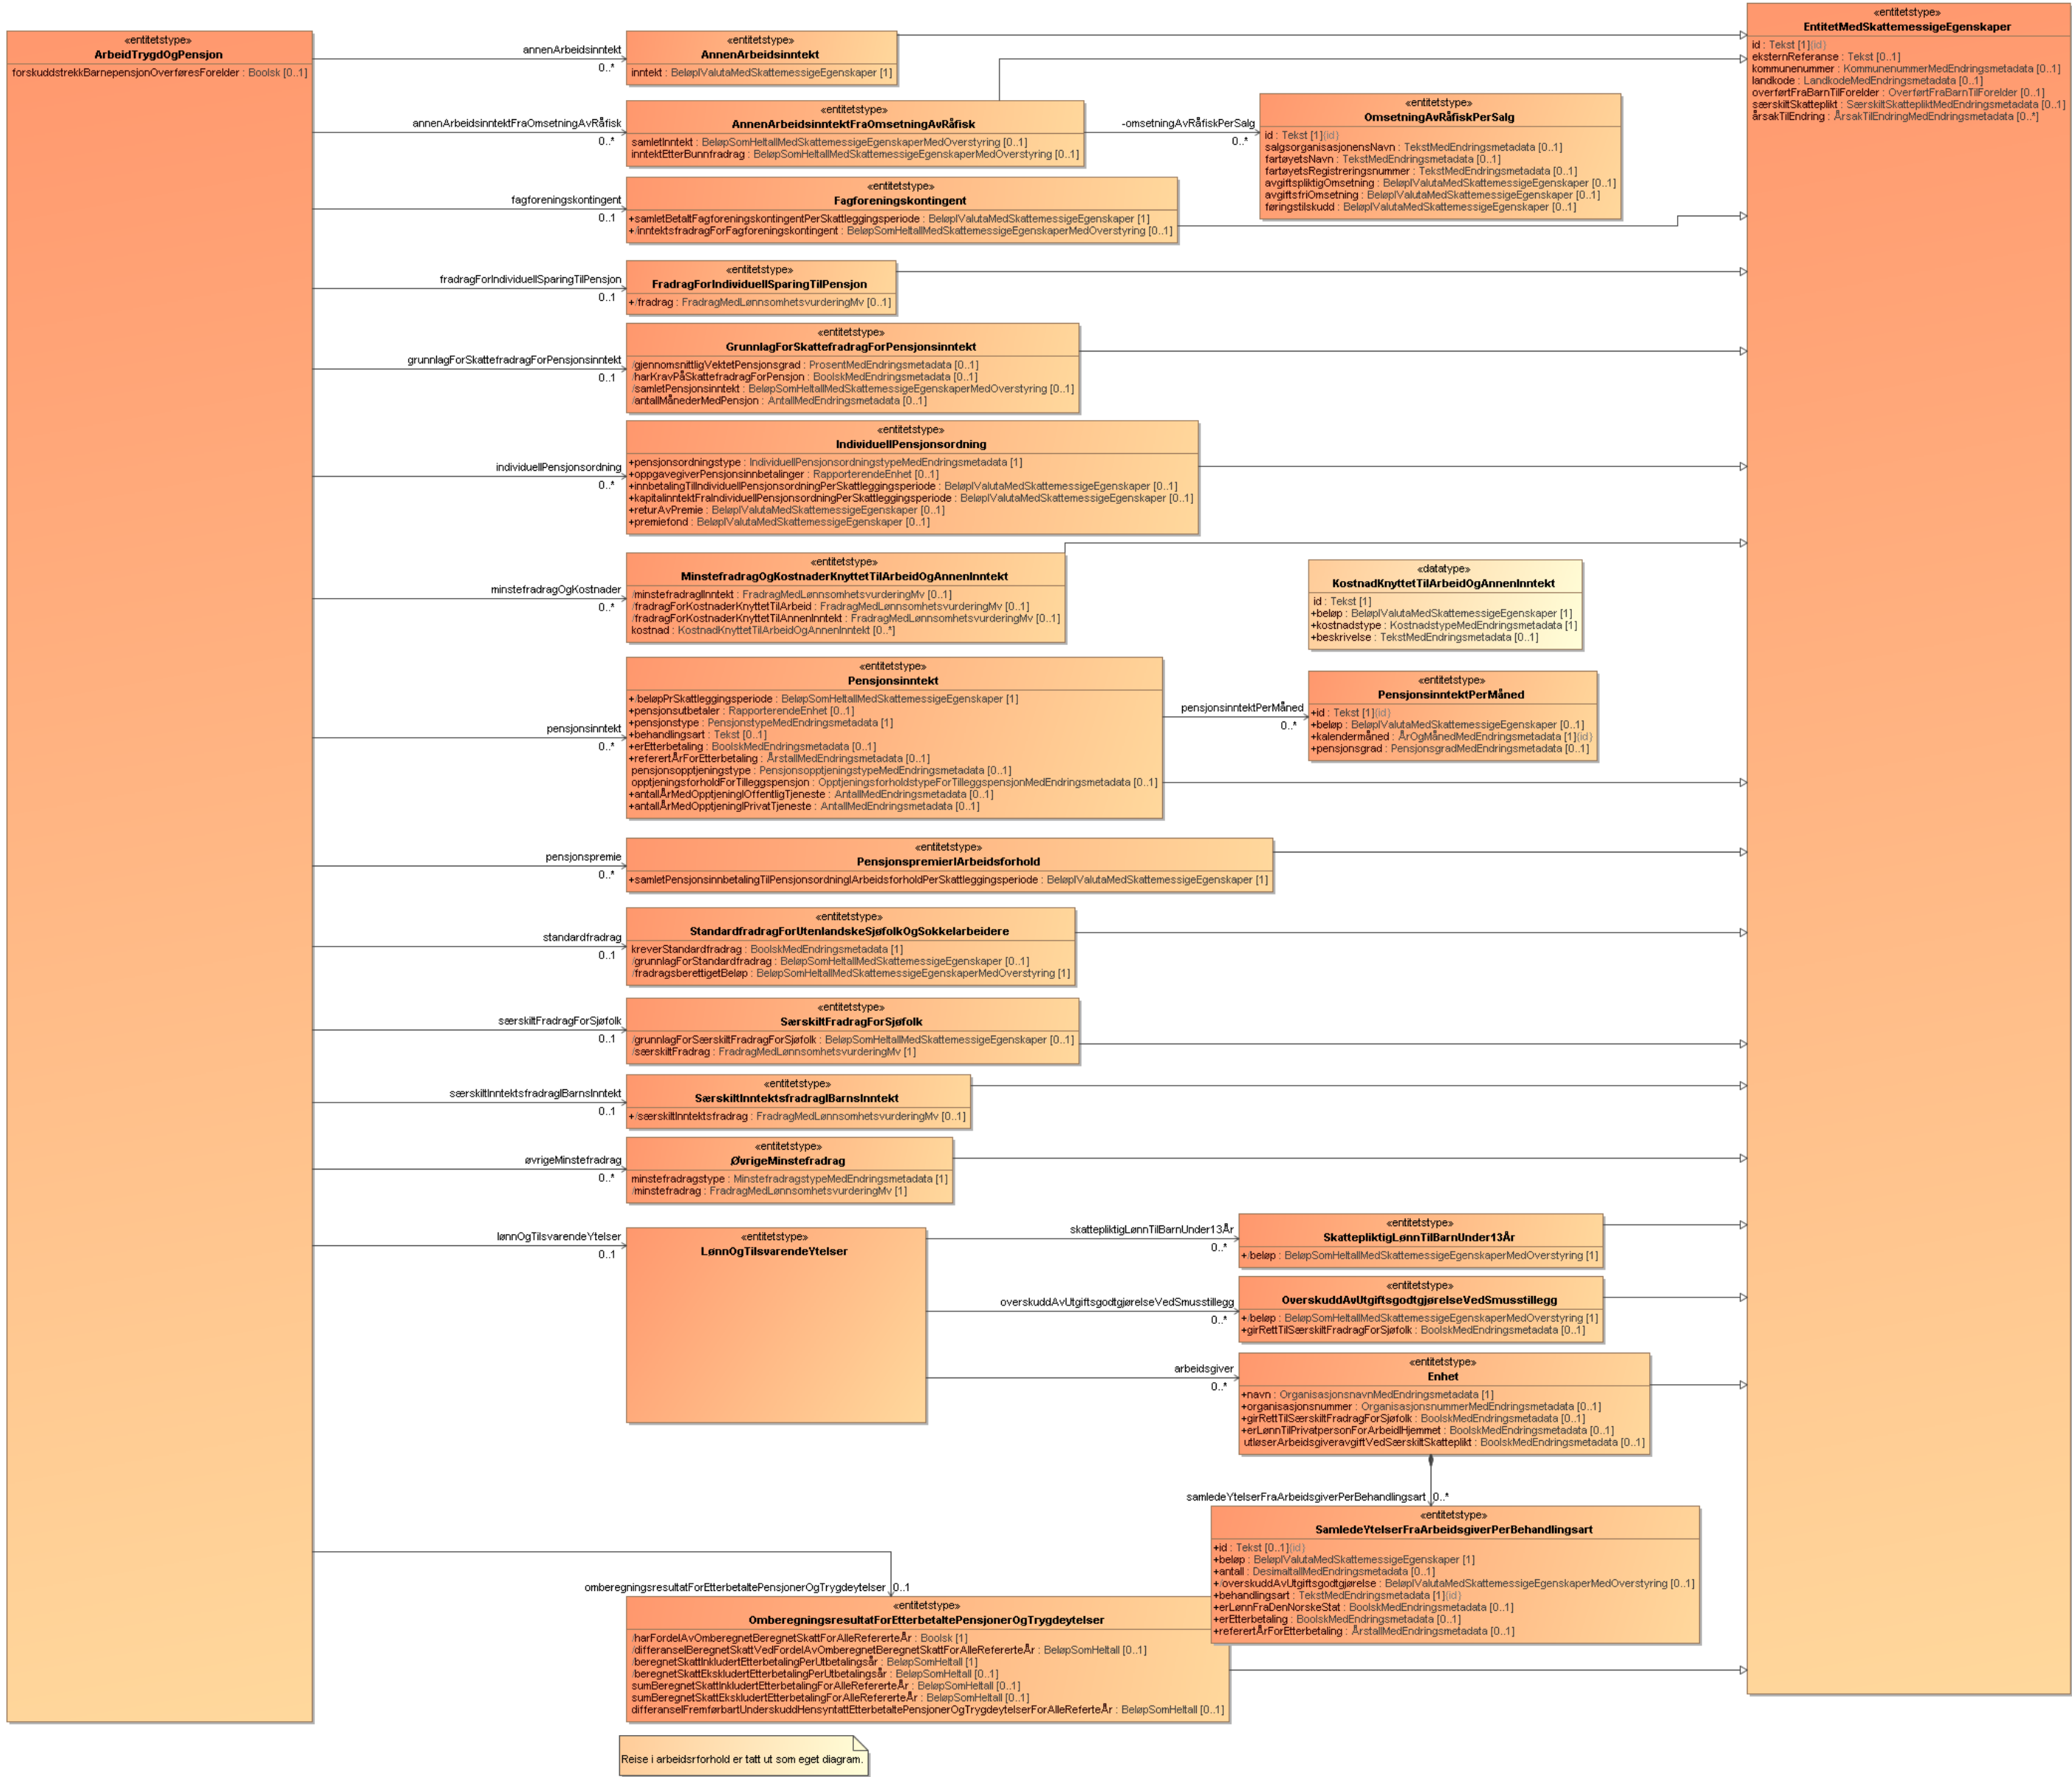 «entitetstype»
ArbeidTrygdOgPensjon
forskuddstrekkBarnepensjonOverføresForelder : Boolsk [0..1]
annenArbeidsinntekt
0..*
«entitetstype»
AnnenArbeidsinntekt
inntekt : BeløpIValutaMedSkattemessigeEgenskaper [1]
«entitetstype»
EntitetMedSkattemessigeEgenskaper
id : Tekst [1]{id}
eksternReferanse : Tekst [0..1]
kommunenummer : KommunenummerMedEndringsmetadata [0..1]
landkode : LandkodeMedEndringsmetadata [0..1]
overførtFraBarnTilForelder : OverførtFraBarnTilForelder [0..1]
særskiltSkatteplikt : SærskiltSkattepliktMedEndringsmetadata [0..1]
årsakTilEndring : ÅrsakTilEndringMedEndringsmetadata [0..*]
annenArbeidsinntektFraOmsetningAvRåfisk
0..*
«entitetstype»
AnnenArbeidsinntektFraOmsetningAvRåfisk
samletInntekt : BeløpSomHeltallMedSkattemessigeEgenskaperMedOverstyring [0..1]
inntektEtterBunnfradrag : BeløpSomHeltallMedSkattemessigeEgenskaperMedOverstyring [0..1]
-omsetningAvRåfiskPerSalg
0..*
«entitetstype»
OmsetningAvRåfiskPerSalg
id : Tekst [1]{id}
salgsorganisasjonensNavn : TekstMedEndringsmetadata [0..1]
fartøyetsNavn : TekstMedEndringsmetadata [0..1]
fartøyetsRegistreringsnummer : TekstMedEndringsmetadata [0..1]
avgiftspliktigOmsetning : BeløpIValutaMedSkattemessigeEgenskaper [0..1]
avgiftsfriOmsetning : BeløpIValutaMedSkattemessigeEgenskaper [0..1]
føringstilskudd : BeløpIValutaMedSkattemessigeEgenskaper [0..1]
fagforeningskontingent
0..1
«entitetstype»
Fagforeningskontingent
+samletBetaltFagforeningskontingentPerSkattleggingsperiode : BeløpIValutaMedSkattemessigeEgenskaper [1]
+/inntektsfradragForFagforeningskontingent : BeløpSomHeltallMedSkattemessigeEgenskaperMedOverstyring [0..1]
fradragForIndividuellSparingTilPensjon
0..1
«entitetstype»
FradragForIndividuellSparingTilPensjon
+/fradrag : FradragMedLønnsomhetsvurderingMv [0..1]
grunnlagForSkattefradragForPensjonsinntekt
0..1
«entitetstype»
GrunnlagForSkattefradragForPensjonsinntekt
/gjennomsnittligVektetPensjonsgrad : ProsentMedEndringsmetadata [0..1]
/harKravPåSkattefradragForPensjon : BoolskMedEndringsmetadata [0..1]
/samletPensjonsinntekt : BeløpSomHeltallMedSkattemessigeEgenskaperMedOverstyring [0..1]
/antallMånederMedPensjon : AntallMedEndringsmetadata [0..1]
individuellPensjonsordning
0..*
«entitetstype»
IndividuellPensjonsordning
+pensjonsordningstype : IndividuellPensjonsordningstypeMedEndringsmetadata [1]
+oppgavegiverPensjonsinnbetalinger : RapporterendeEnhet [0..1]
+innbetalingTilIndividuellPensjonsordningPerSkattleggingsperiode : BeløpIValutaMedSkattemessigeEgenskaper [0..1]
+kapitalinntektFraIndividuellPensjonsordningPerSkattleggingsperiode : BeløpIValutaMedSkattemessigeEgenskaper [0..1]
+returAvPremie : BeløpIValutaMedSkattemessigeEgenskaper [0..1]
+premiefond : BeløpIValutaMedSkattemessigeEgenskaper [0..1]
minstefradragOgKostnader
0..*
«entitetstype»
MinstefradragOgKostnaderKnyttetTilArbeidOgAnnenInntekt
/minstefradragIInntekt : FradragMedLønnsomhetsvurderingMv [0..1]
/fradragForKostnaderKnyttetTilArbeid : FradragMedLønnsomhetsvurderingMv [0..1]
/fradragForKostnaderKnyttetTilAnnenInntekt : FradragMedLønnsomhetsvurderingMv [0..1]
kostnad : KostnadKnyttetTilArbeidOgAnnenInntekt [0..*]
«datatype»
KostnadKnyttetTilArbeidOgAnnenInntekt
id : Tekst [1]
+beløp : BeløpIValutaMedSkattemessigeEgenskaper [1]
+kostnadstype : KostnadstypeMedEndringsmetadata [1]
+beskrivelse : TekstMedEndringsmetadata [0..1]
pensjonsinntekt
0..*
«entitetstype»
Pensjonsinntekt
+/beløpPrSkattleggingsperiode : BeløpSomHeltallMedSkattemessigeEgenskaper [1]
+pensjonsutbetaler : RapporterendeEnhet [0..1]
+pensjonstype : PensjonstypeMedEndringsmetadata [1]
+behandlingsart : Tekst [0..1]
+erEtterbetaling : BoolskMedEndringsmetadata [0..1]
+referertÅrForEtterbetaling : ÅrstallMedEndringsmetadata [0..1]
pensjonsopptjeningstype : PensjonsopptjeningstypeMedEndringsmetadata [0..1]
opptjeningsforholdForTilleggspensjon : OpptjeningsforholdstypeForTilleggspensjonMedEndringsmetadata [0..1]
+antallÅrMedOpptjeningIOffentligTjeneste : AntallMedEndringsmetadata [0..1]
+antallÅrMedOpptjeningIPrivatTjeneste : AntallMedEndringsmetadata [0..1]
pensjonsinntektPerMåned
0..*
«entitetstype»
PensjonsinntektPerMåned
+id : Tekst [1]{id}
+beløp : BeløpIValutaMedSkattemessigeEgenskaper [0..1]
+kalendermåned : ÅrOgMånedMedEndringsmetadata [1]{id}
+pensjonsgrad : PensjonsgradMedEndringsmetadata [0..1]
pensjonspremie
0..*
«entitetstype»
PensjonspremierIArbeidsforhold
+samletPensjonsinnbetalingTilPensjonsordningIArbeidsforholdPerSkattleggingsperiode : BeløpIValutaMedSkattemessigeEgenskaper [1]
standardfradrag
0..1
«entitetstype»
StandardfradragForUtenlandskeSjøfolkOgSokkelarbeidere
kreverStandardfradrag : BoolskMedEndringsmetadata [1]
/grunnlagForStandardfradrag : BeløpSomHeltallMedSkattemessigeEgenskaper [0..1]
/fradragsberettigetBeløp : BeløpSomHeltallMedSkattemessigeEgenskaperMedOverstyring [1]
særskiltFradragForSjøfolk
0..1
«entitetstype»
SærskiltFradragForSjøfolk
/grunnlagForSærskiltFradragForSjøfolk : BeløpSomHeltallMedSkattemessigeEgenskaper [0..1]
/særskiltFradrag : FradragMedLønnsomhetsvurderingMv [1]
særskiltInntektsfradragIBarnsInntekt
0..1
«entitetstype»
SærskiltInntektsfradragIBarnsInntekt
+/særskiltInntektsfradrag : FradragMedLønnsomhetsvurderingMv [0..1]
øvrigeMinstefradrag
0..*
«entitetstype»
ØvrigeMinstefradrag
minstefradragstype : MinstefradragstypeMedEndringsmetadata [1]
/minstefradrag : FradragMedLønnsomhetsvurderingMv [1]
lønnOgTilsvarendeYtelser
0..1
«entitetstype»
LønnOgTilsvarendeYtelser
skattepliktigLønnTilBarnUnder13År
0..*
«entitetstype»
SkattepliktigLønnTilBarnUnder13År
+/beløp : BeløpSomHeltallMedSkattemessigeEgenskaperMedOverstyring [1]
overskuddAvUtgiftsgodtgjørelseVedSmusstillegg
0..*
«entitetstype»
OverskuddAvUtgiftsgodtgjørelseVedSmusstillegg
+/beløp : BeløpSomHeltallMedSkattemessigeEgenskaperMedOverstyring [1]
+girRettTilSærskiltFradragForSjøfolk : BoolskMedEndringsmetadata [0..1]
arbeidsgiver
0..*
«entitetstype»
Enhet
+navn : OrganisasjonsnavnMedEndringsmetadata [1]
+organisasjonsnummer : OrganisasjonsnummerMedEndringsmetadata [0..1]
+girRettTilSærskiltFradragForSjøfolk : BoolskMedEndringsmetadata [0..1]
+erLønnTilPrivatpersonForArbeidIHjemmet : BoolskMedEndringsmetadata [0..1]
utløserArbeidsgiveravgiftVedSærskiltSkatteplikt : BoolskMedEndringsmetadata [0..1]
samledeYtelserFraArbeidsgiverPerBehandlingsart
0..*
«entitetstype»
SamledeYtelserFraArbeidsgiverPerBehandlingsart
+id : Tekst [0..1]{id}
+beløp : BeløpIValutaMedSkattemessigeEgenskaper [1]
+antall : DesimaltallMedEndringsmetadata [0..1]
+/overskuddAvUtgiftsgodtgjørelse : BeløpIValutaMedSkattemessigeEgenskaperMedOverstyring [0..1]
+behandlingsart : TekstMedEndringsmetadata [1]{id}
+erLønnFraDenNorskeStat : BoolskMedEndringsmetadata [0..1]
+erEtterbetaling : BoolskMedEndringsmetadata [0..1]
+referertÅrForEtterbetaling : ÅrstallMedEndringsmetadata [0..1]
omberegningsresultatForEtterbetaltePensjonerOgTrygdeytelser
0..1
«entitetstype»
OmberegningsresultatForEtterbetaltePensjonerOgTrygdeytelser
/harFordelAvOmberegnetBeregnetSkattForAlleRefererteÅr : Boolsk [1]
/differanseIBeregnetSkattVedFordelAvOmberegnetBeregnetSkattForAlleRefererteÅr : BeløpSomHeltall [0..1]
/beregnetSkattInkludertEtterbetalingPerUtbetalingsår : BeløpSomHeltall [1]
/beregnetSkattEkskludertEtterbetalingPerUtbetalingsår : BeløpSomHeltall [0..1]
sumBeregnetSkattInkludertEtterbetalingForAlleRefererteÅr : BeløpSomHeltall [0..1]
sumBeregnetSkattEkskludertEtterbetalingForAlleRefererteÅr : BeløpSomHeltall [0..1]
differanseIFremførbartUnderskuddHensyntattEtterbetaltePensjonerOgTrygdeytelserForAlleReferteÅr : BeløpSomHeltall [0..1]
Reise i arbeidsrforhold er tatt ut som eget diagram.